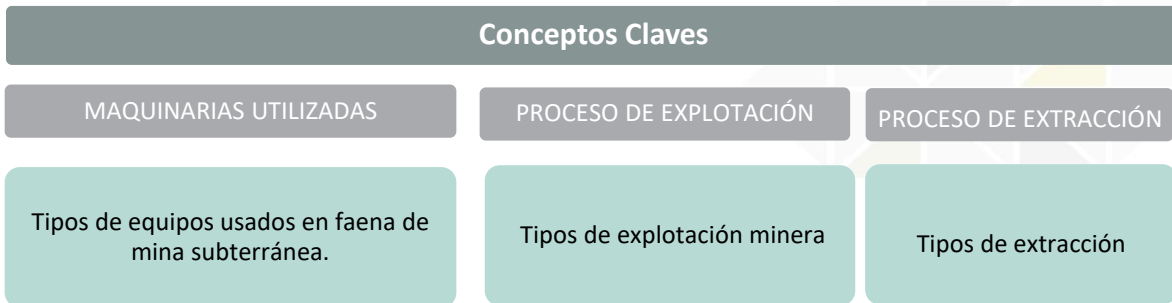 Conceptos Claves
MAQUINARIAS UTILIZADAS
PROCESO DE EXPLOTACIÓN
PROCESO DE EXTRACCIÓN
Tipos de equipos usados en faena de
mina subterránea.
Tipos de explotación minera
Tipos de extracción